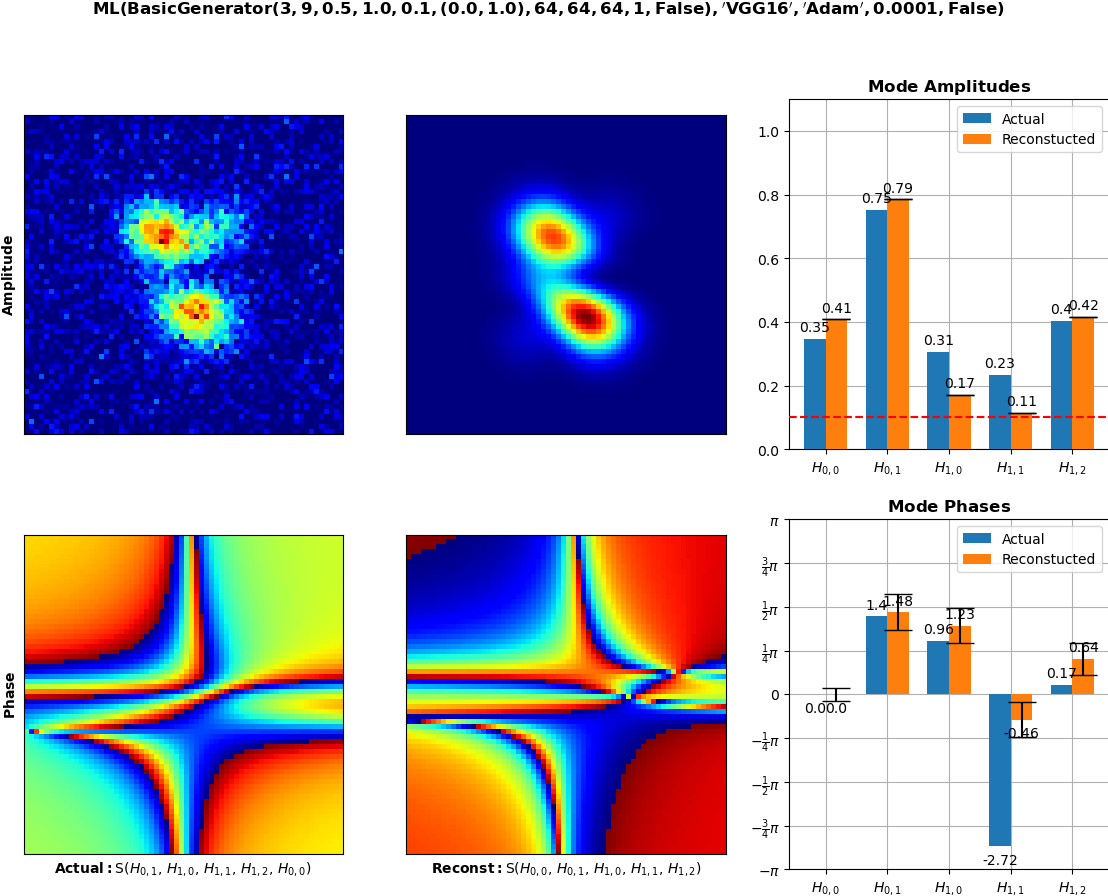 ML(BasicGenerator(3, 9, 0.5, 1.0, 0.1, (0.0, 1.0), 64, 64, 64, 1, False), 'VGG16', 'Adam', 0.0001, False)
Amplitude
Mode Amplitudes
Actual
Reconstucted
1.0
0.8
0.6
0.4
0.2
0.0
0.35
0.41
0.75
0.79
0.31
0.17
0.23
0.11
0.4
0.42
H0,0
H0,1
H1,0
H1,1
H1,2
Phase
Actual: S(H0,1, H1,0, H1,1, H1,2, H0,0)
Reconst: S(H0,0, H0,1, H1,0, H1,1, H1,2)
Mode Phases
Actual
Reconstucted
π
3/4π
1/2π
1/4π
0
−1/4π
−1/2π
−3/4π
−π
0.0
0.0
1.4
1.48
0.96
1.23
-2.72
-0.46
0.17
0.64
H0,0
H0,1
H1,0
H1,1
H1,2